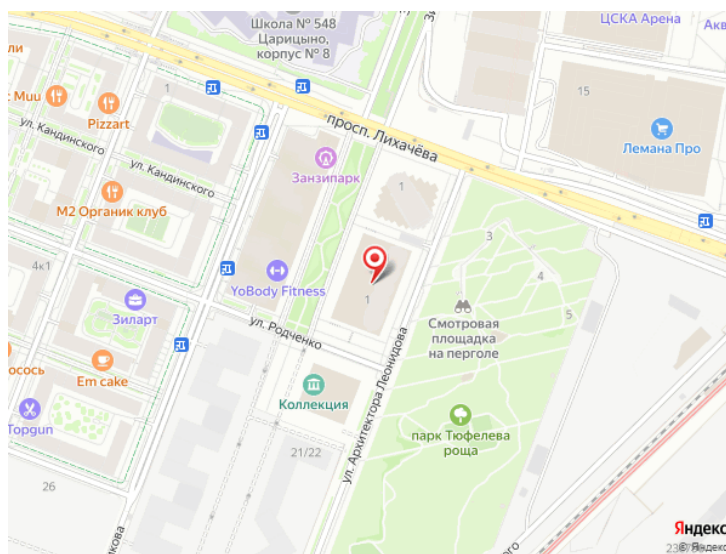 Школа № 548
Царицыно,
корпус № 8
ЦСКА Арена
15
Лемана Про
просп. Лихачёва
Pizzart
1
ул. Кандинского
ул. Кандинского
Занзипарк
1
М2 Органик клуб
3
4
5
4к1
YoBody Fitness
1
Зиларт
ул. Родченко
Смотровая
площадка
на перголе
Em cake
Коллекция
ул. Архитектора Леонидова
Topgun
парк Тюфелева
роща
21/22
26
Яндекс
© Яндекс